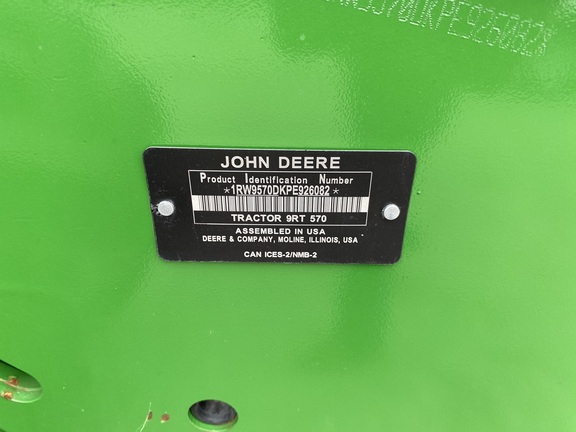 JOHN DEERE
Product Identification Number
*1RW9570DKPE926082*
TRACTOR 9RT 570
ASSEMBLED IN USA
DEERE & COMPANY, MOLINE, ILLINOIS, USA
CAN ICES-2/NMB-2